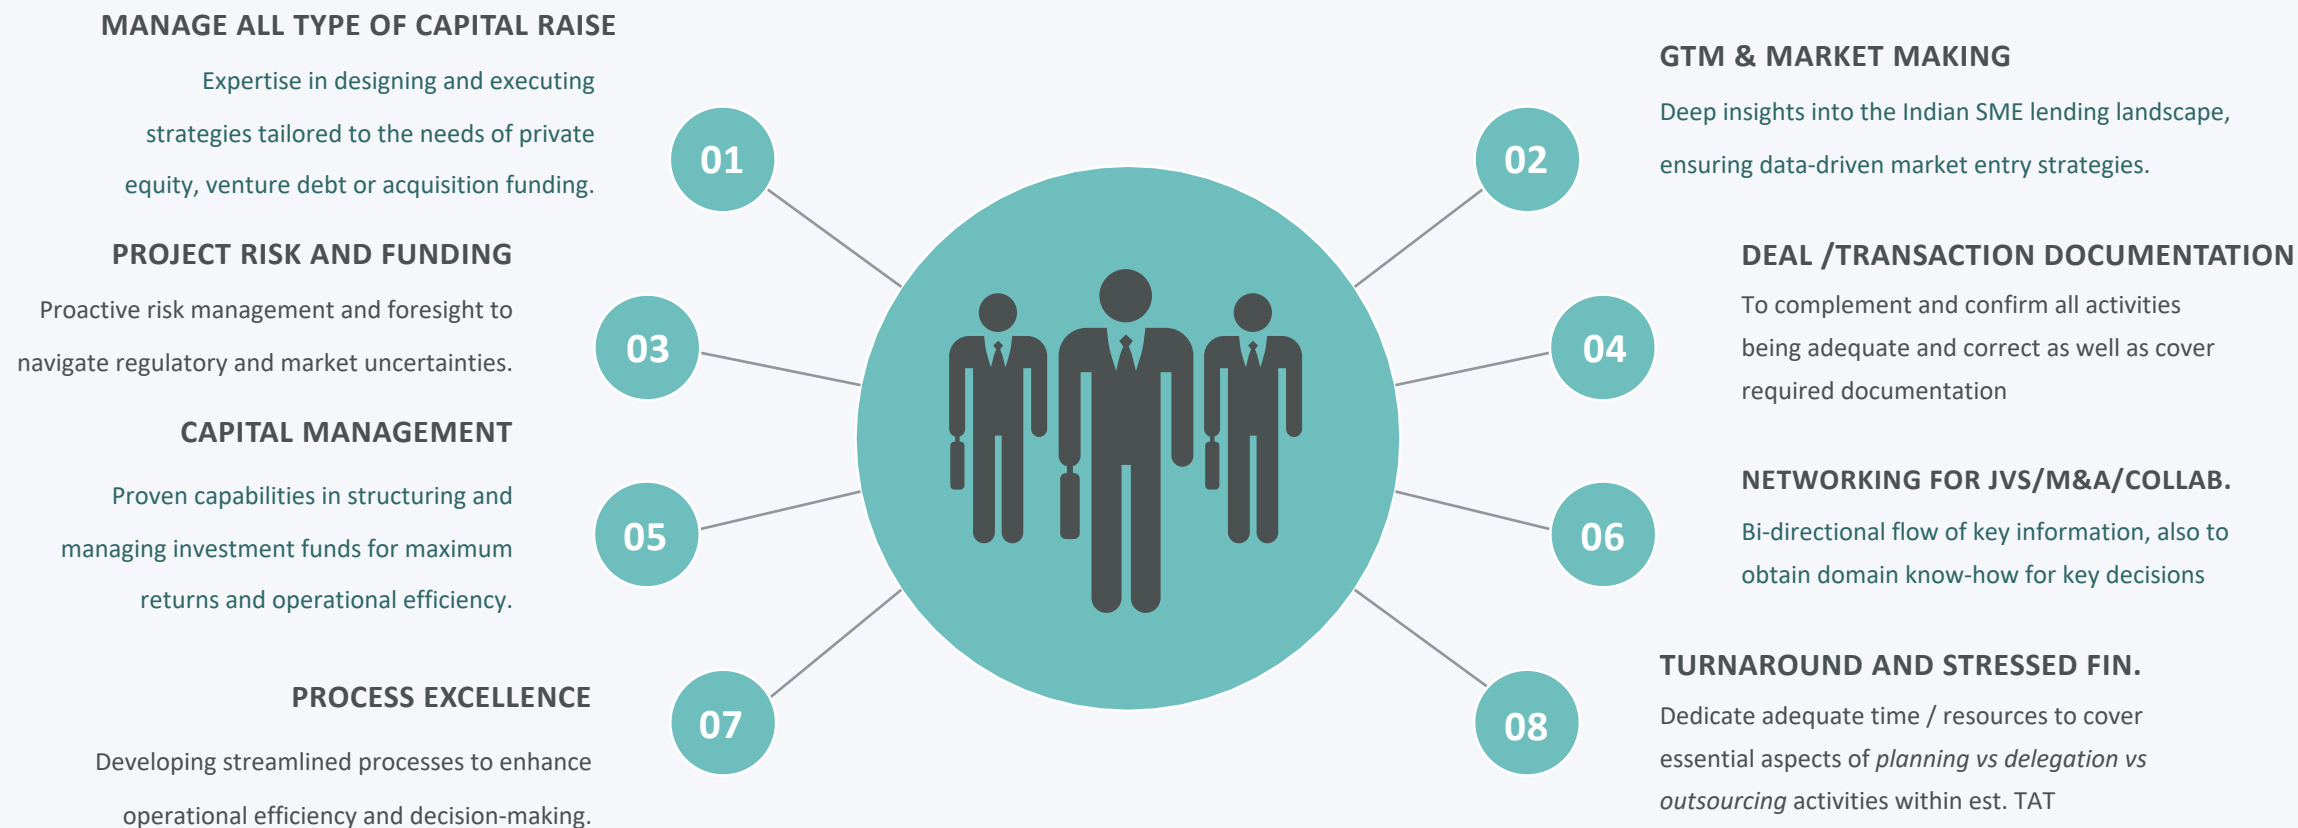 MANAGE ALL TYPE OF CAPITAL RAISE
Expertise in designing and executing
strategies tailored to the needs of private
equity, venture debt or acquisition funding.
01
GTM & MARKET MAKING
Deep insights into the Indian SME lending landscape,
ensuring data-driven market entry strategies.
02
PROJECT RISK AND FUNDING
Proactive risk management and foresight to
navigate regulatory and market uncertainties.
03
DEAL /TRANSACTION DOCUMENTATION
To complement and confirm all activities
being adequate and correct as well as cover
required documentation
04
CAPITAL MANAGEMENT
Proven capabilities in structuring and
managing investment funds for maximum
returns and operational efficiency.
05
NETWORKING FOR JVS/M&A/COLLAB.
Bi-directional flow of key information, also to
obtain domain know-how for key decisions
06
PROCESS EXCELLENCE
Developing streamlined processes to enhance
operational efficiency and decision-making.
07
TURNAROUND AND STRESSED FIN.
Dedicate adequate time / resources to cover
essential aspects of planning vs delegation vs
outsourcing activities within est. TAT
08